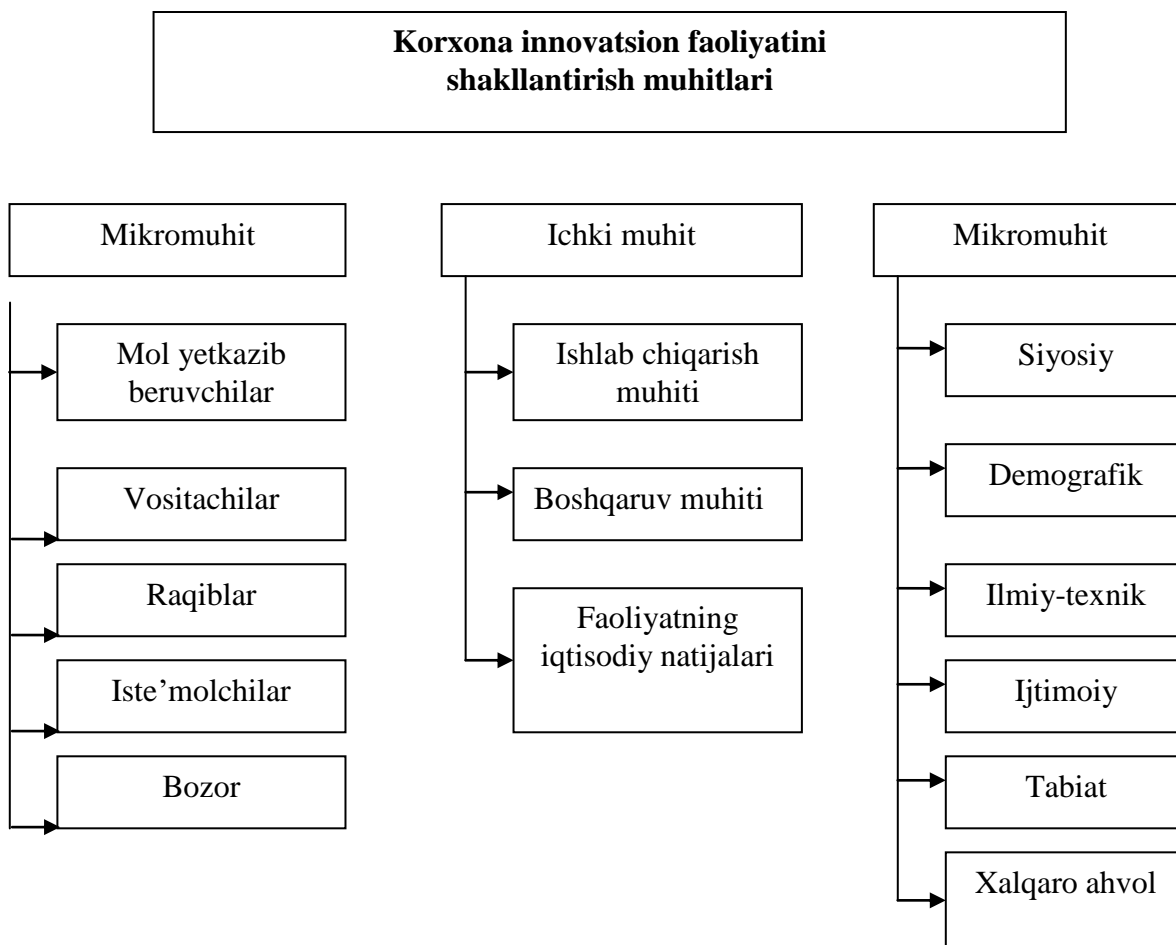 Korxona innovatsion faoliyatini
shakllantirish muhitlari
Mikromuhit
Mol yetkazib
beruvchilar
Vositachilar
Raqiblar
Iste’molchilar
Bozor
Ichki muhit
Ishlab chiqarish
muhiti
Boshqaruv muhiti
Faoliyatning
iqtisodiy natijalari
Mikromuhit
Siyosiy
Demografik
Ilmiy-texnik
Ijtimoiy
Tabiat
Xalqaro ahvol